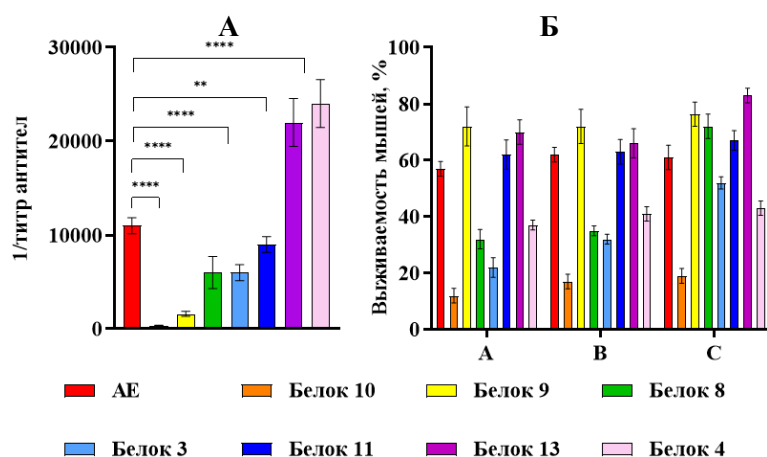 А
Б
30000
20000
10000
0
1/титр антител
****
**
****
****
****
100
80
60
40
20
0
Выживаемость мышей, %
А В С
АЕ Белок 10 Белок 9 Белок 8
Белок 3 Белок 11 Белок 13 Белок 4